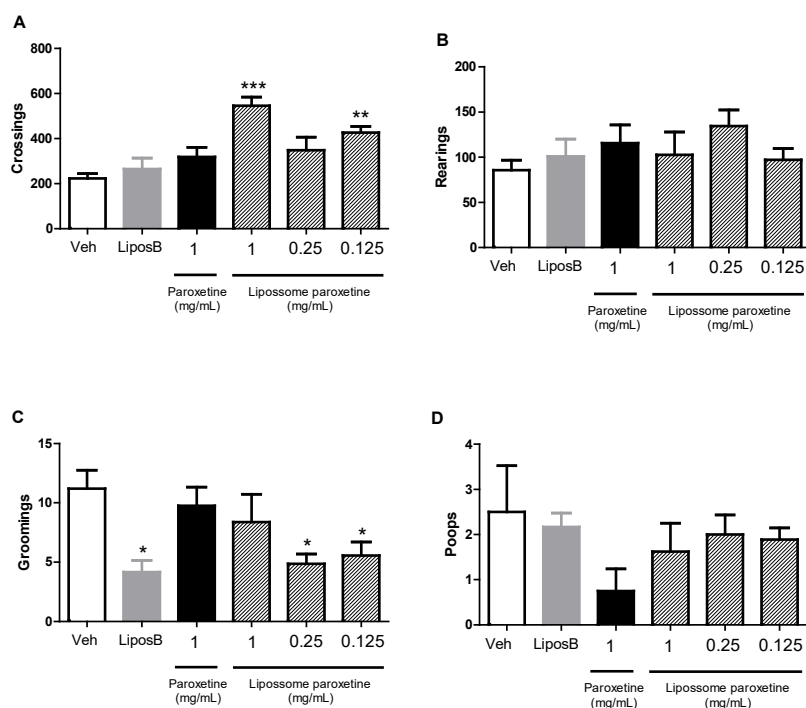 A
800
600
400
200
0
Crossings
***
**
Veh LiposB 1 1 0.25 0.125
Paroxetine Lipossome paroxetine
(mg/mL) (mg/mL)
B
200
150
100
50
0
Rearings
Veh LiposB 1 1 0.25 0.125
Paroxetine Lipossome paroxetine
(mg/mL) (mg/mL)
C
15
10
5
0
Groomings
* * *
Veh LiposB 1 1 0.25 0.125
Paroxetine Lipossome paroxetine
(mg/mL) (mg/mL)
D
4
3
2
1
0
Poops
Veh LiposB 1 1 0.25 0.125
Paroxetine Lipossome paroxetine
(mg/mL) (mg/mL)